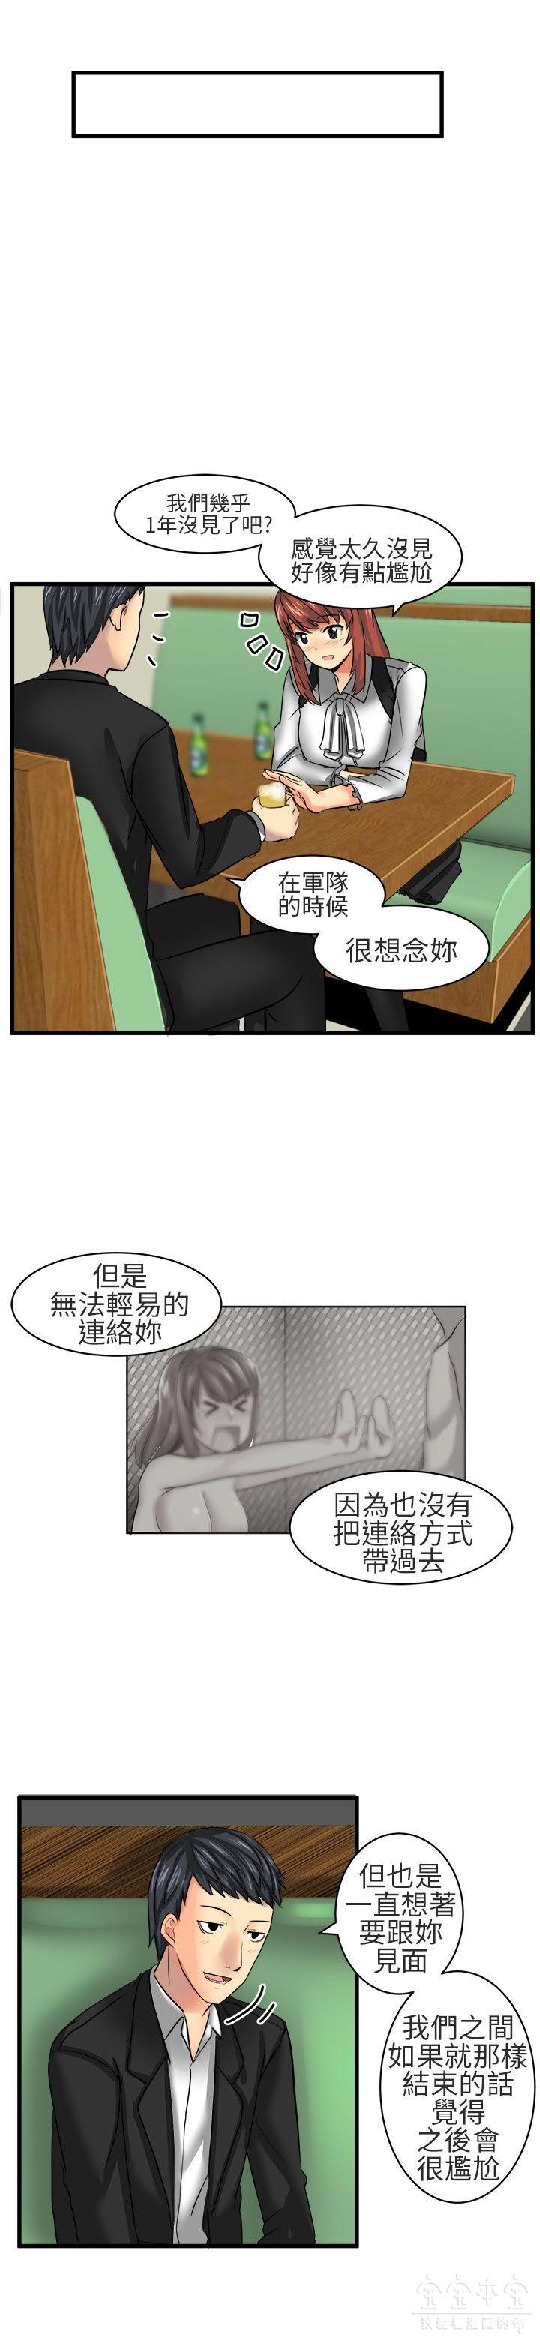 我們幾乎
1年沒見了吧?
感覺太久沒見
好像有點尷尬
在軍隊
的時候
很想念妳
但是
無法輕易的
連絡妳
因為也沒有
把連絡方式
帶過去
但也是
一直想著
要跟妳
見面
我們之間
如果就那樣
結束的話
覺得
之後會
很尷尬